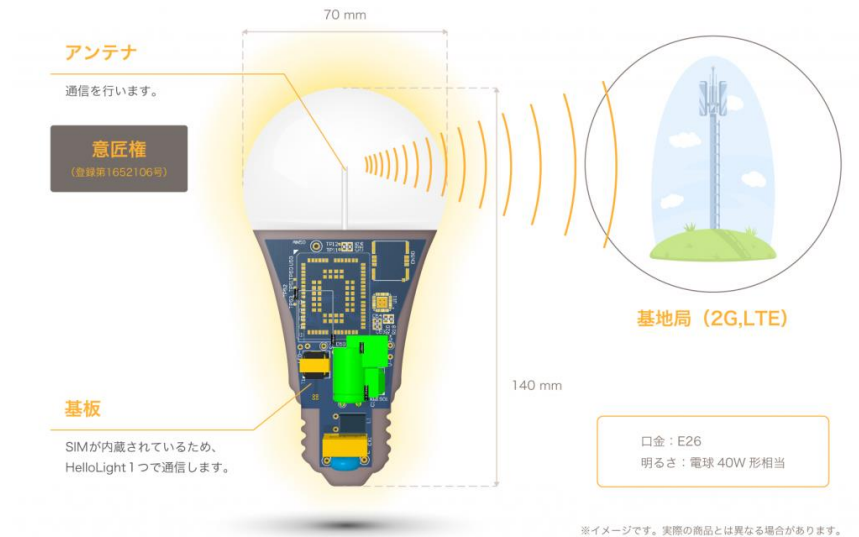 70 mm
アンテナ
通信を行います。
意匠権
(登録第1652106号)
基地局（2G,LTE）
140 mm
基板
SIMが内蔵されているため、
HelloLight 1つで通信します。
口金：E26
明るさ：電球 40W 形相当
※イメージです。実際の商品とは異なる場合があります。